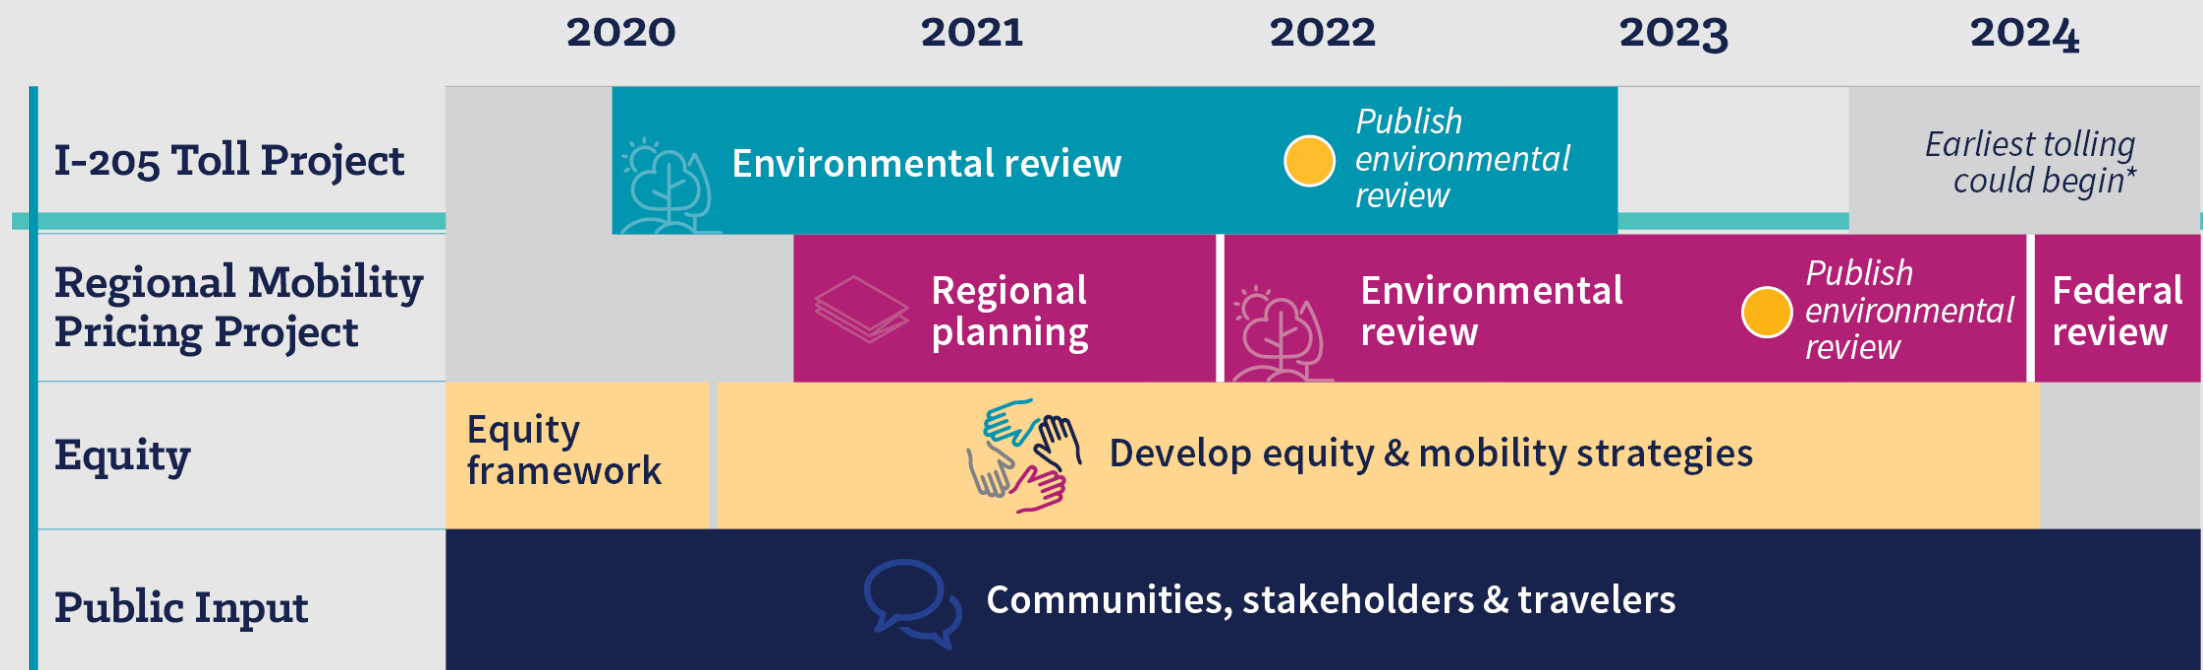 2020 2021 2022 2023 2024
I-205 Toll Project
Environmental review
Publish
environmental
review
Earliest tolling
could begin*
Regional Mobility
Pricing Project
Regional
planning
Environmental
review
Publish
environmental
review
Federal
review
Equity
Equity
framework
Develop equity & mobility strategies
Public Input
Communities, stakeholders & travelers